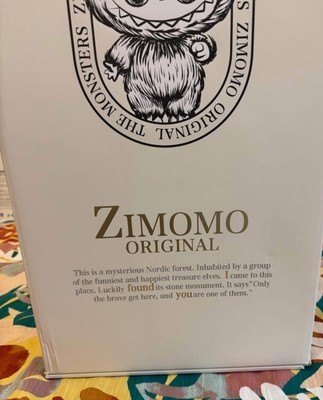 THE MONSTERS ZIMOMO ORIGINAL
ZIMOMO
ORIGINAL
"This is a mysterious Nordic forest. Inhabited by a group
of the funniest and happiest treasure elves. I came to this
place. Luckily found its stone monument. It says "Only
the brave get here, and you are one of them."